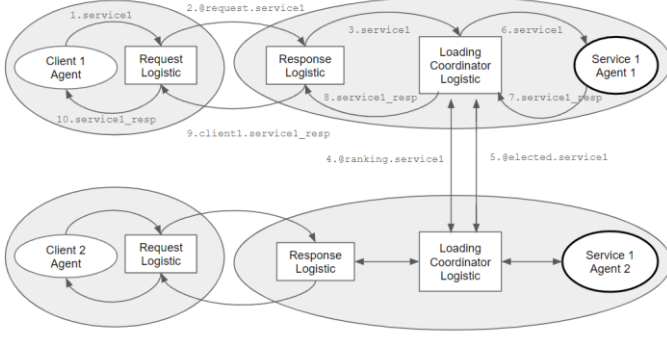 1.service1
2.@request.service1
3.service1
6.service1
Client 1
Agent
Request
Logistic
Response
Logistic
Loading
Coordinator
Logistic
Service 1
Agent 1
10.service1_resp
9.client1.service1_resp
8.service1_resp
7.service1_resp
4.@ranking.service1
5.@elected.service1
Client 2
Agent
Request
Logistic
Response
Logistic
Loading
Coordinator
Logistic
Service 1
Agent 2